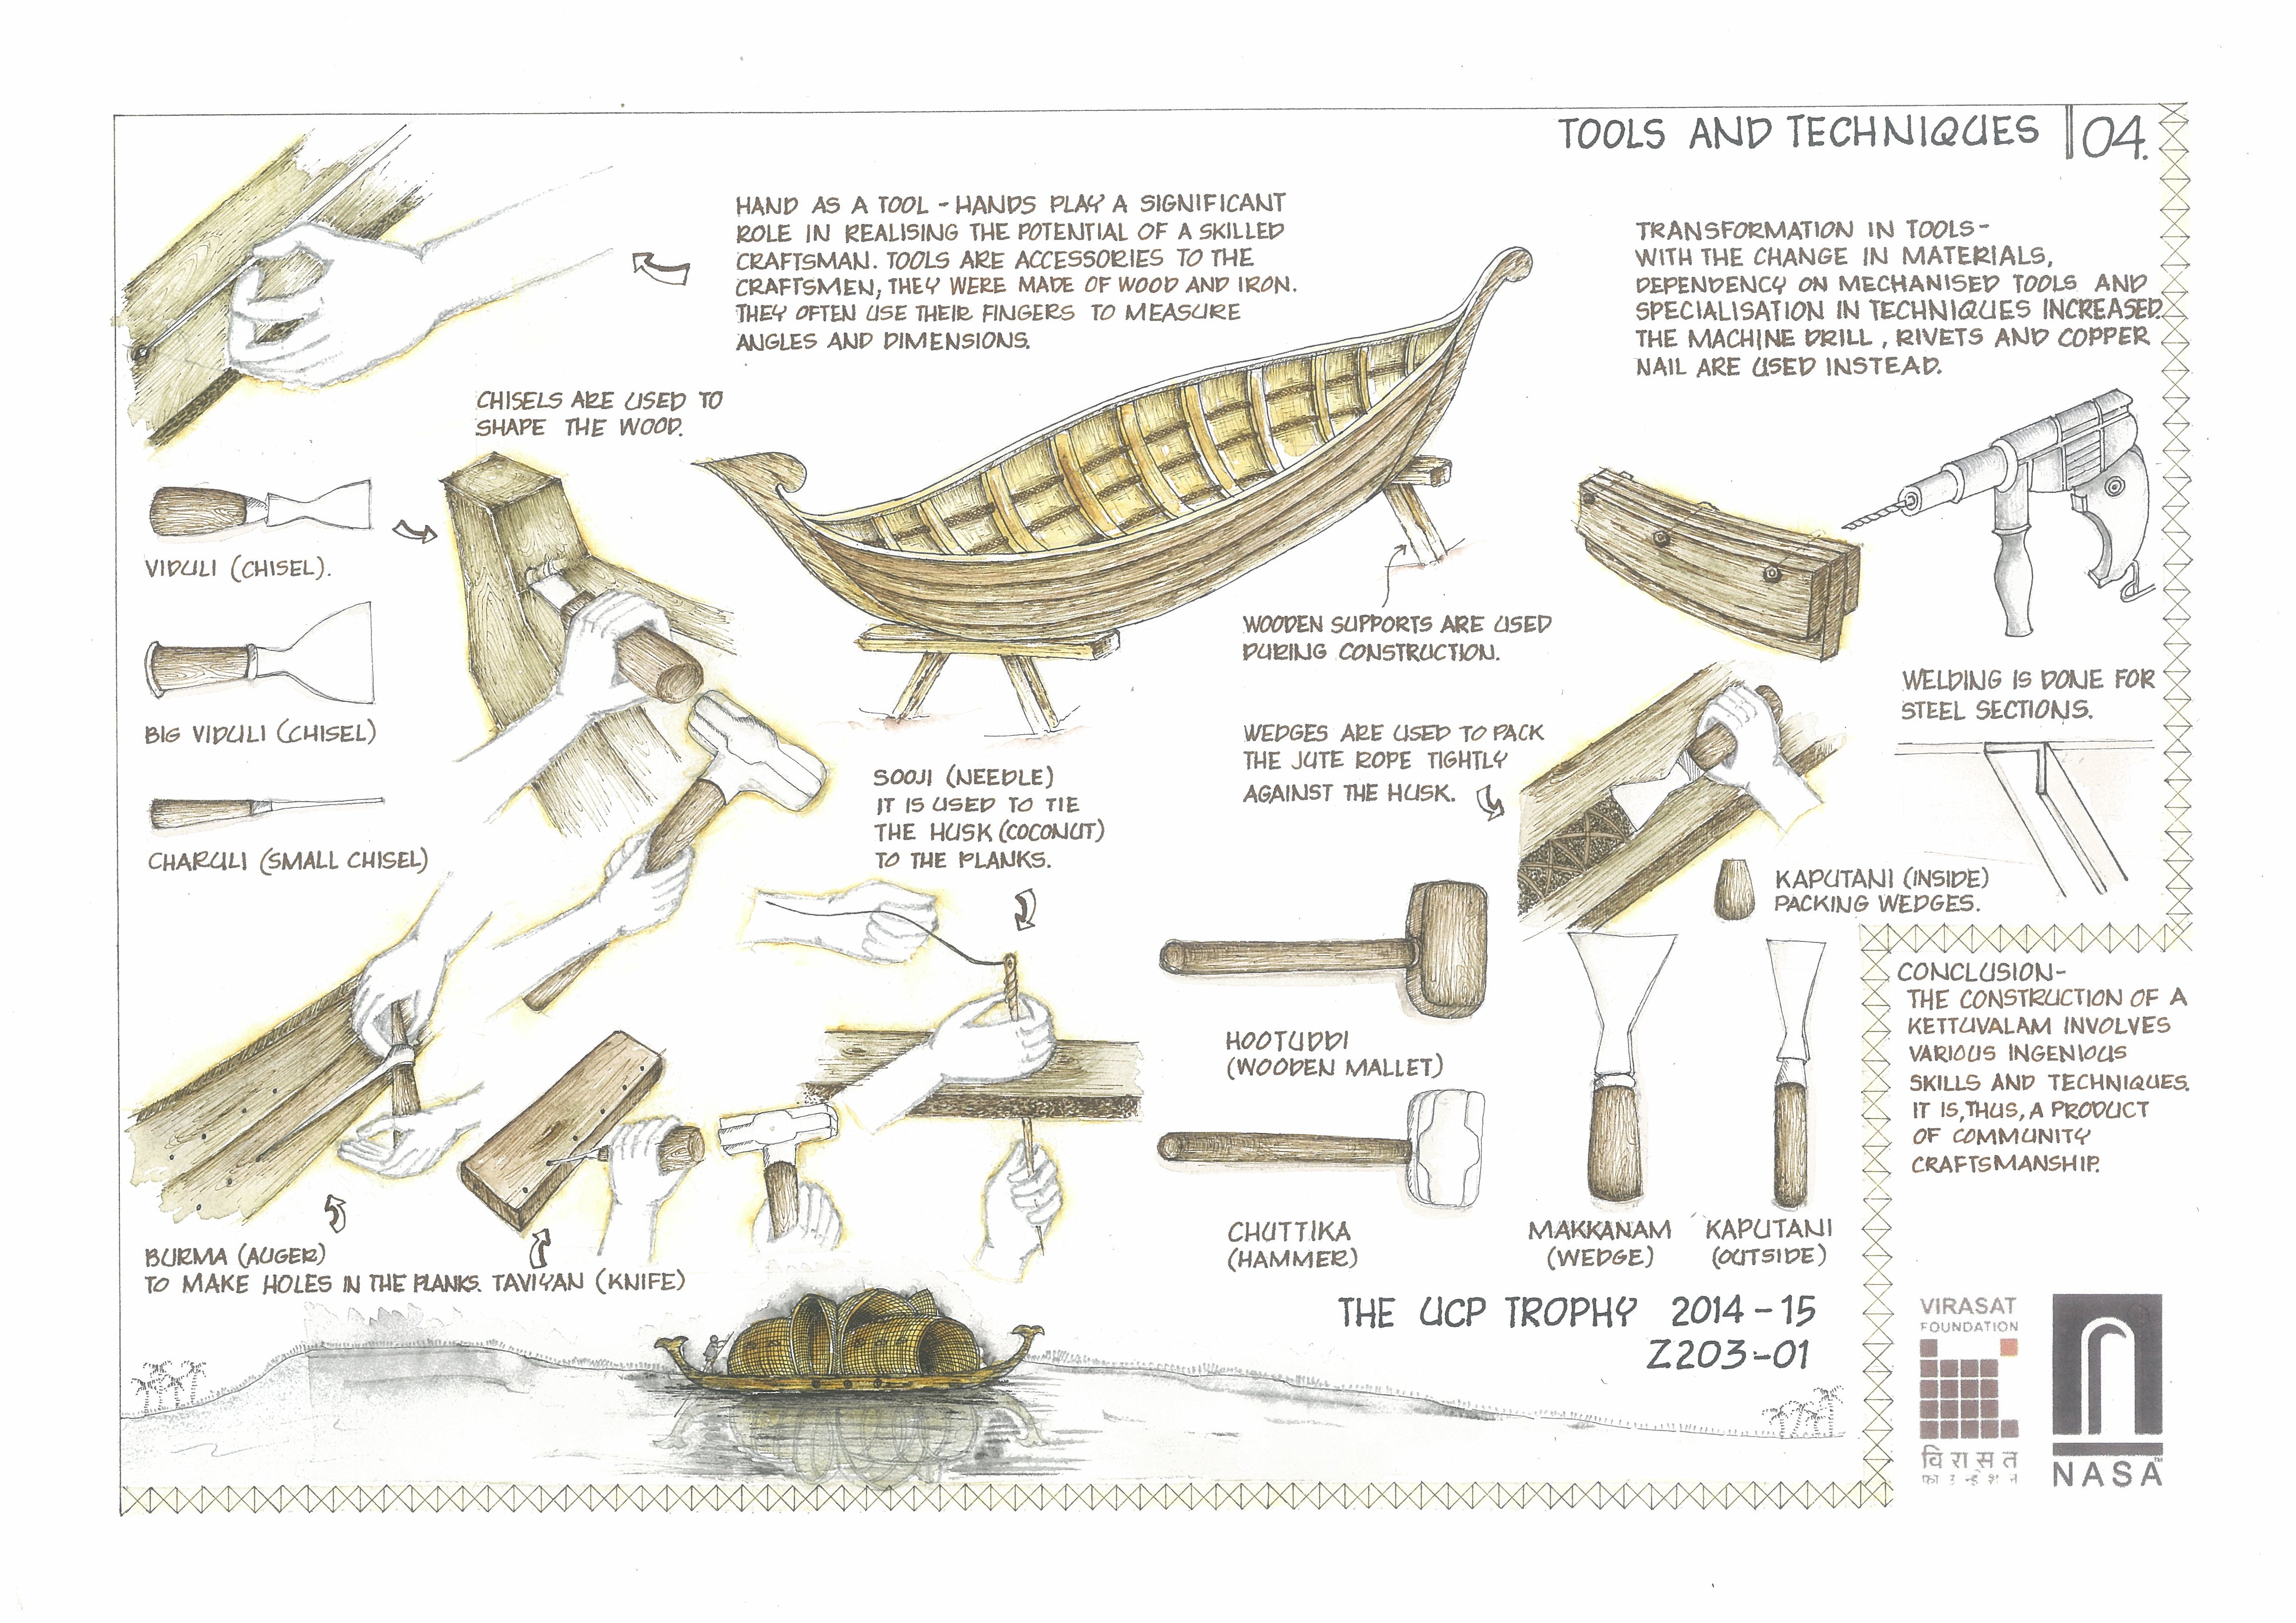 TOOLS AND TECHNIQUES | 04.
HAND AS A TOOL - HANDS PLAY A SIGNIFICANT
ROLE IN REALISING THE POTENTIAL OF A SKILLED
CRAFTSMAN. TOOLS ARE ACCESSORIES TO THE
CRAFTSMEN, THEY WERE MADE OF WOOD AND IRON.
THEY OFTEN USE THEIR FINGERS TO MEASURE
ANGLES AND DIMENSIONS.
TRANSFORMATION IN TOOLS-
WITH THE CHANGE IN MATERIALS,
DEPENDENCY ON MECHANISED TOOLS AND
SPECIALISATION IN TECHNIQUES INCREASED.
THE MACHINE DRILL, RIVETS AND COPPER
NAIL ARE USED INSTEAD.
CHISELS ARE USED TO
SHAPE THE WOOD.
VIDULI (CHISEL).
BIG VIDULI (CHISEL)
CHARULI (SMALL CHISEL)
WOODEN SUPPORTS ARE USED
DURING CONSTRUCTION.
WELDING IS DONE FOR
STEEL SECTIONS.
WEDGES ARE USED TO PACK
THE JUTE ROPE TIGHTLY
AGAINST THE HUSK.
SOOJI (NEEDLE)
IT IS USED TO TIE
THE HUSK (COCONUT)
TO THE PLANKS.
KAPUTANI (INSIDE)
PACKING WEDGES.
HOOTUDDI
(WOODEN MALLET)
CHUTTIKA
(HAMMER)
MAKKANAM
(WEDGE)
KAPUTANI
(OUTSIDE)
BURMA (AUGER)
TO MAKE HOLES IN THE PLANKS.
TAVIYAN (KNIFE)
CONCLUSION-
THE CONSTRUCTION OF A
KETTUVALAM INVOLVES
VARIOUS INGENIOUS
SKILLS AND TECHNIQUES.
IT IS, THUS, A PRODUCT
OF COMMUNITY
CRAFTSMANSHIP.
THE UCP TROPHY 2014-15
Z203-01
VIRASAT
FOUNDATION
विरासत
फाउन्डेशन
NASA